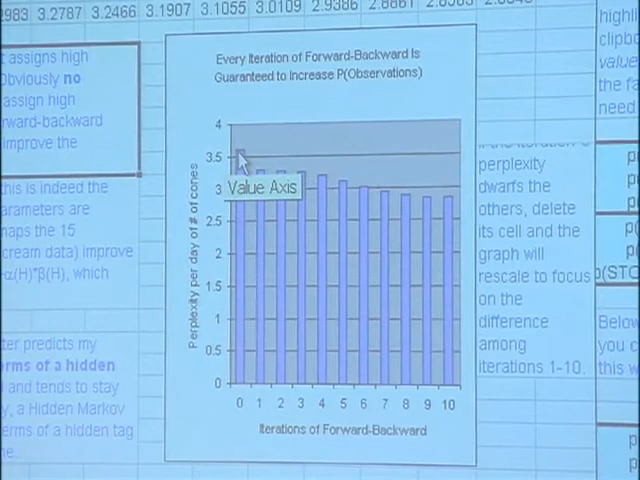 2983 3.2787 3.2466 3.1907 3.1055 3.0109 2.9386
assigns high
Obviously no
assign high
rward-backward
improve the
this is indeed the
arameters are
haps the 15
cream data) improve
-α(H)*β(H), which
ter predicts my
rms of a hidden
and tends to stay
y, a Hidden Markov
erms of a hidden tag
ne.
Every Iteration of Forward-Backward Is
Guaranteed to Increase P(Observations)
Perplexity per day of # of cones
4
3.5
3
2.5
2
1.5
1
0.5
0
Value Axis
0 1 2 3 4 5 6 7 8 9 10
Iterations of Forward-Backward
perplexity
dwarfs the
others, delete
its cell and the
graph will
rescale to focus
on the
difference
among
iterations 1-10.
highli
clipbo
value
the fa
need
p(
p(
p(
p(
p(
p(STO
Below
you c
this w
p
p